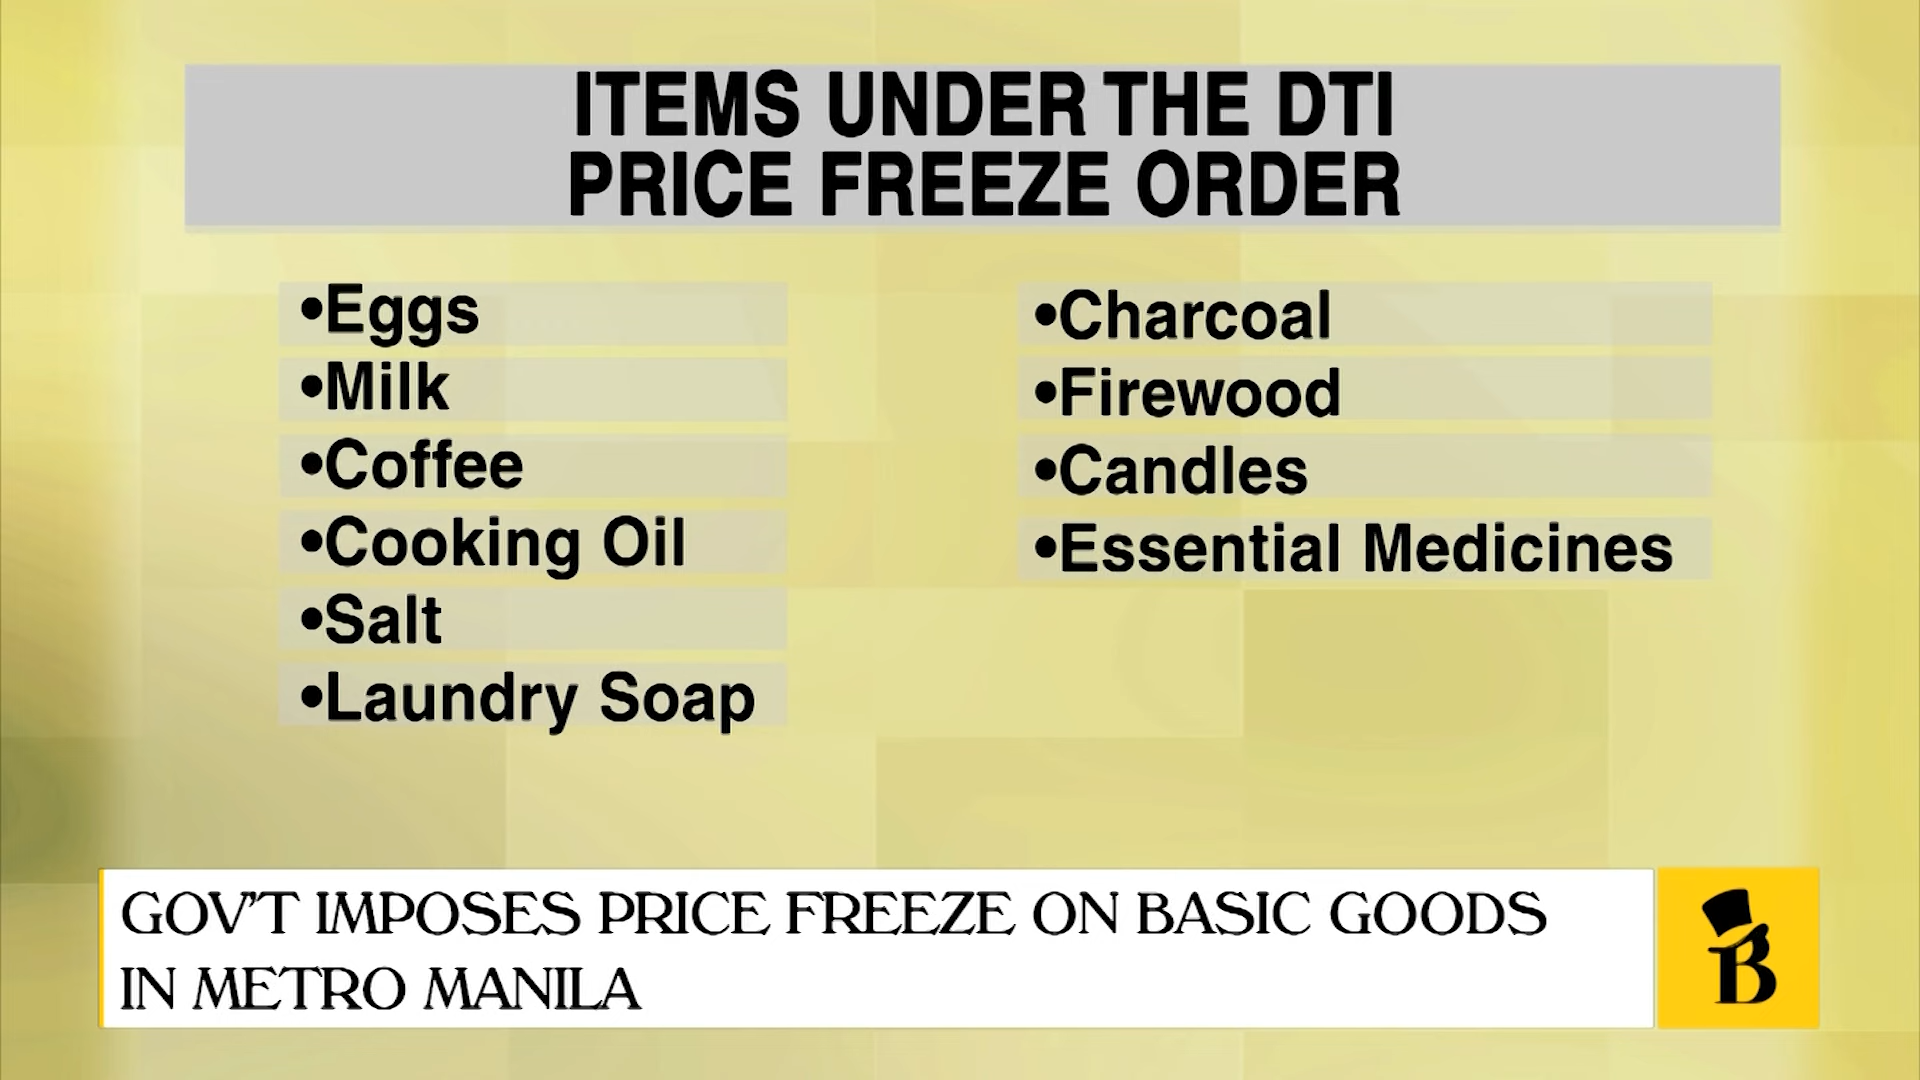 ITEMS UNDER THE DTI
PRICE FREEZE ORDER
•Eggs
•Milk
•Coffee
•Cooking Oil
•Salt
•Laundry Soap
•Charcoal
•Firewood
•Candles
•Essential Medicines
GOV'T IMPOSES PRICE FREEZE ON BASIC GOODS
IN METRO MANILA
B